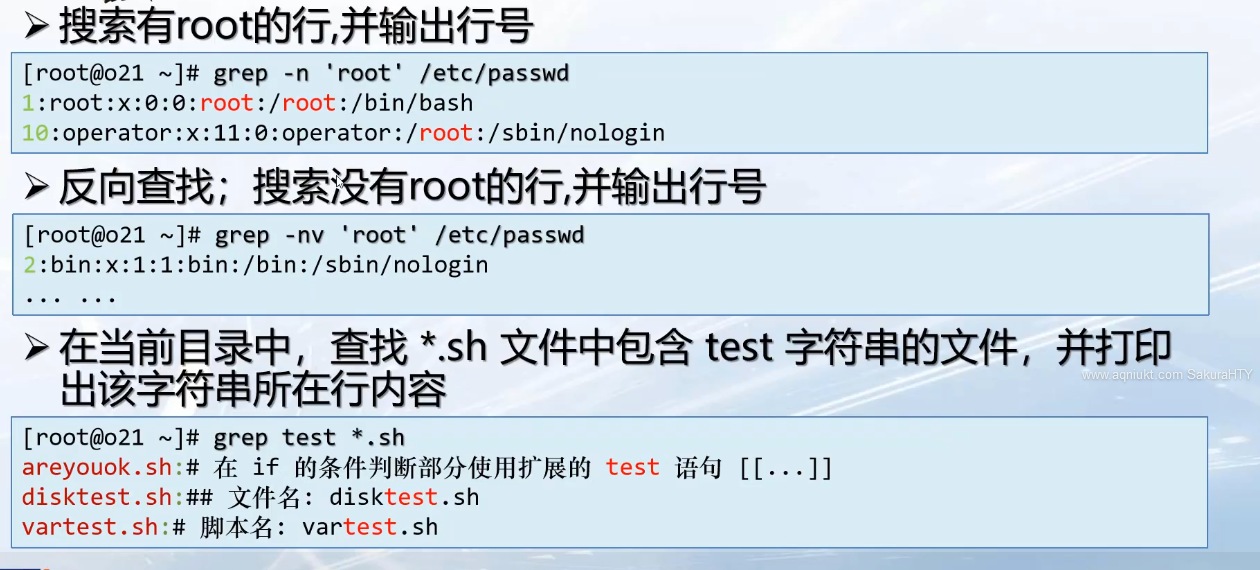 ➢ 搜索有root的行,并输出行号
[root@o21 ~]# grep -n 'root' /etc/passwd
1:root:x:0:0:root:/root:/bin/bash
10:operator:x:11:0:operator:/root:/sbin/nologin
➢ 反向查找；搜索没有root的行,并输出行号
[root@o21 ~]# grep -nv 'root' /etc/passwd
2:bin:x:1:1:bin:/bin:/sbin/nologin
... ...
➢ 在当前目录中，查找 *.sh 文件中包含 test 字符串的文件，并打印
出该字符串所在行内容
SakuraHTY
[root@o21 ~]# grep test *.sh
areyouok.sh:# 在 if 的条件判断部分使用扩展的 test 语句 [[...]]
disktest.sh:## 文件名: disktest.sh
vartest.sh:# 脚本名: vartest.sh